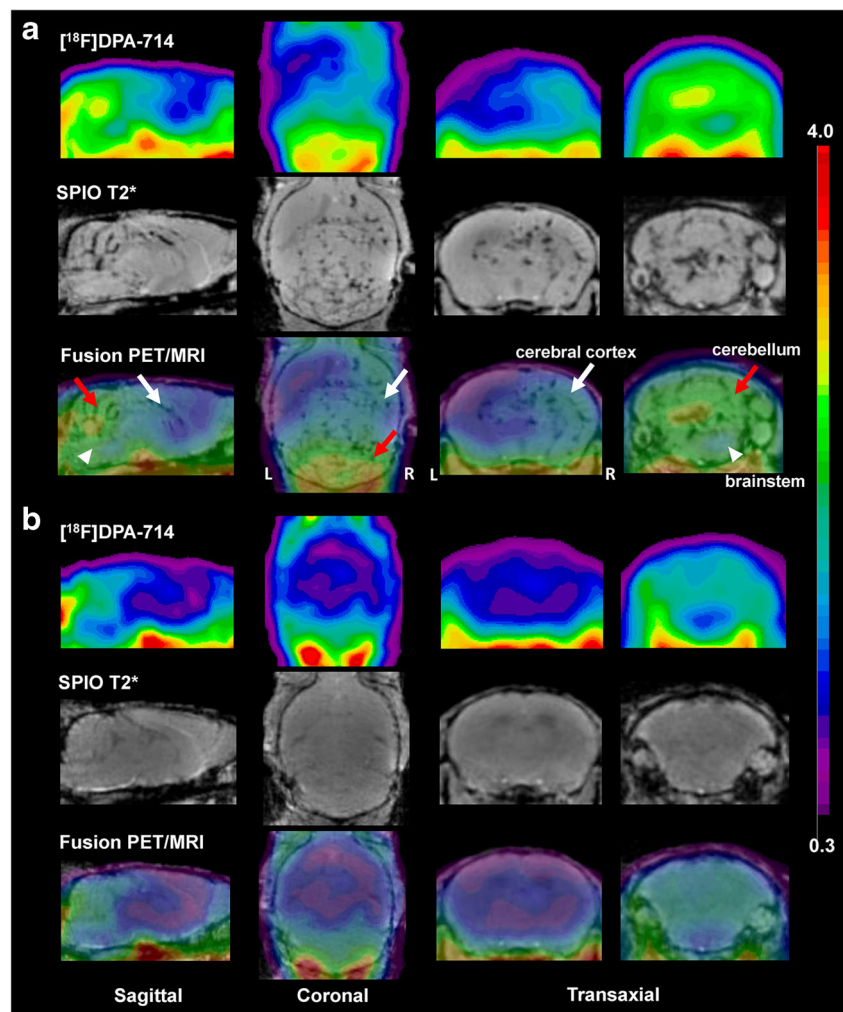 a
[¹⁸F]DPA-714
4.0
SPIO T2*
Fusion PET/MRI
cerebral cortex
cerebellum
L
R
L
R
brainstem
b
[¹⁸F]DPA-714
SPIO T2*
Fusion PET/MRI
0.3
Sagittal
Coronal
Transaxial